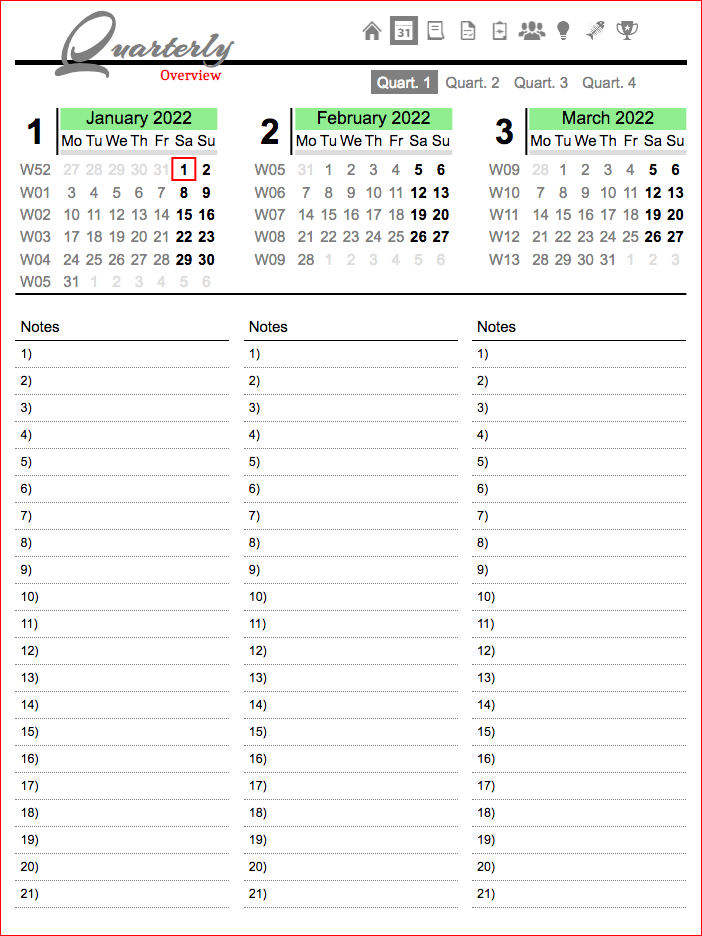 Quarterly
Overview
31
Quart. 1 Quart. 2 Quart. 3 Quart. 4
1 January 2022 2 February 2022 3 March 2022
Mo Tu We Th Fr Sa Su Mo Tu We Th Fr Sa Su Mo Tu We Th Fr Sa Su
W52 27 28 29 30 31 1 2 W05 31 1 2 3 4 5 6 W09 28 1 2 3 4 5 6
W01 3 4 5 6 7 8 9 W06 7 8 9 10 11 12 13 W10 7 8 9 10 11 12 13
W02 10 11 12 13 14 15 16 W07 14 15 16 17 18 19 20 W11 14 15 16 17 18 19 20
W03 17 18 19 20 21 22 23 W08 21 22 23 24 25 26 27 W12 21 22 23 24 25 26 27
W04 24 25 26 27 28 29 30 W09 28 1 2 3 4 5 6 W13 28 29 30 31 1 2 3
W05 31 1 2 3 4 5 6
Notes Notes Notes
1) 1) 1)
2) 2) 2)
3) 3) 3)
4) 4) 4)
5) 5) 5)
6) 6) 6)
7) 7) 7)
8) 8) 8)
9) 9) 9)
10) 10) 10)
11) 11) 11)
12) 12) 12)
13) 13) 13)
14) 14) 14)
15) 15) 15)
16) 16) 16)
17) 17) 17)
18) 18) 18)
19) 19) 19)
20) 20) 20)
21) 21) 21)